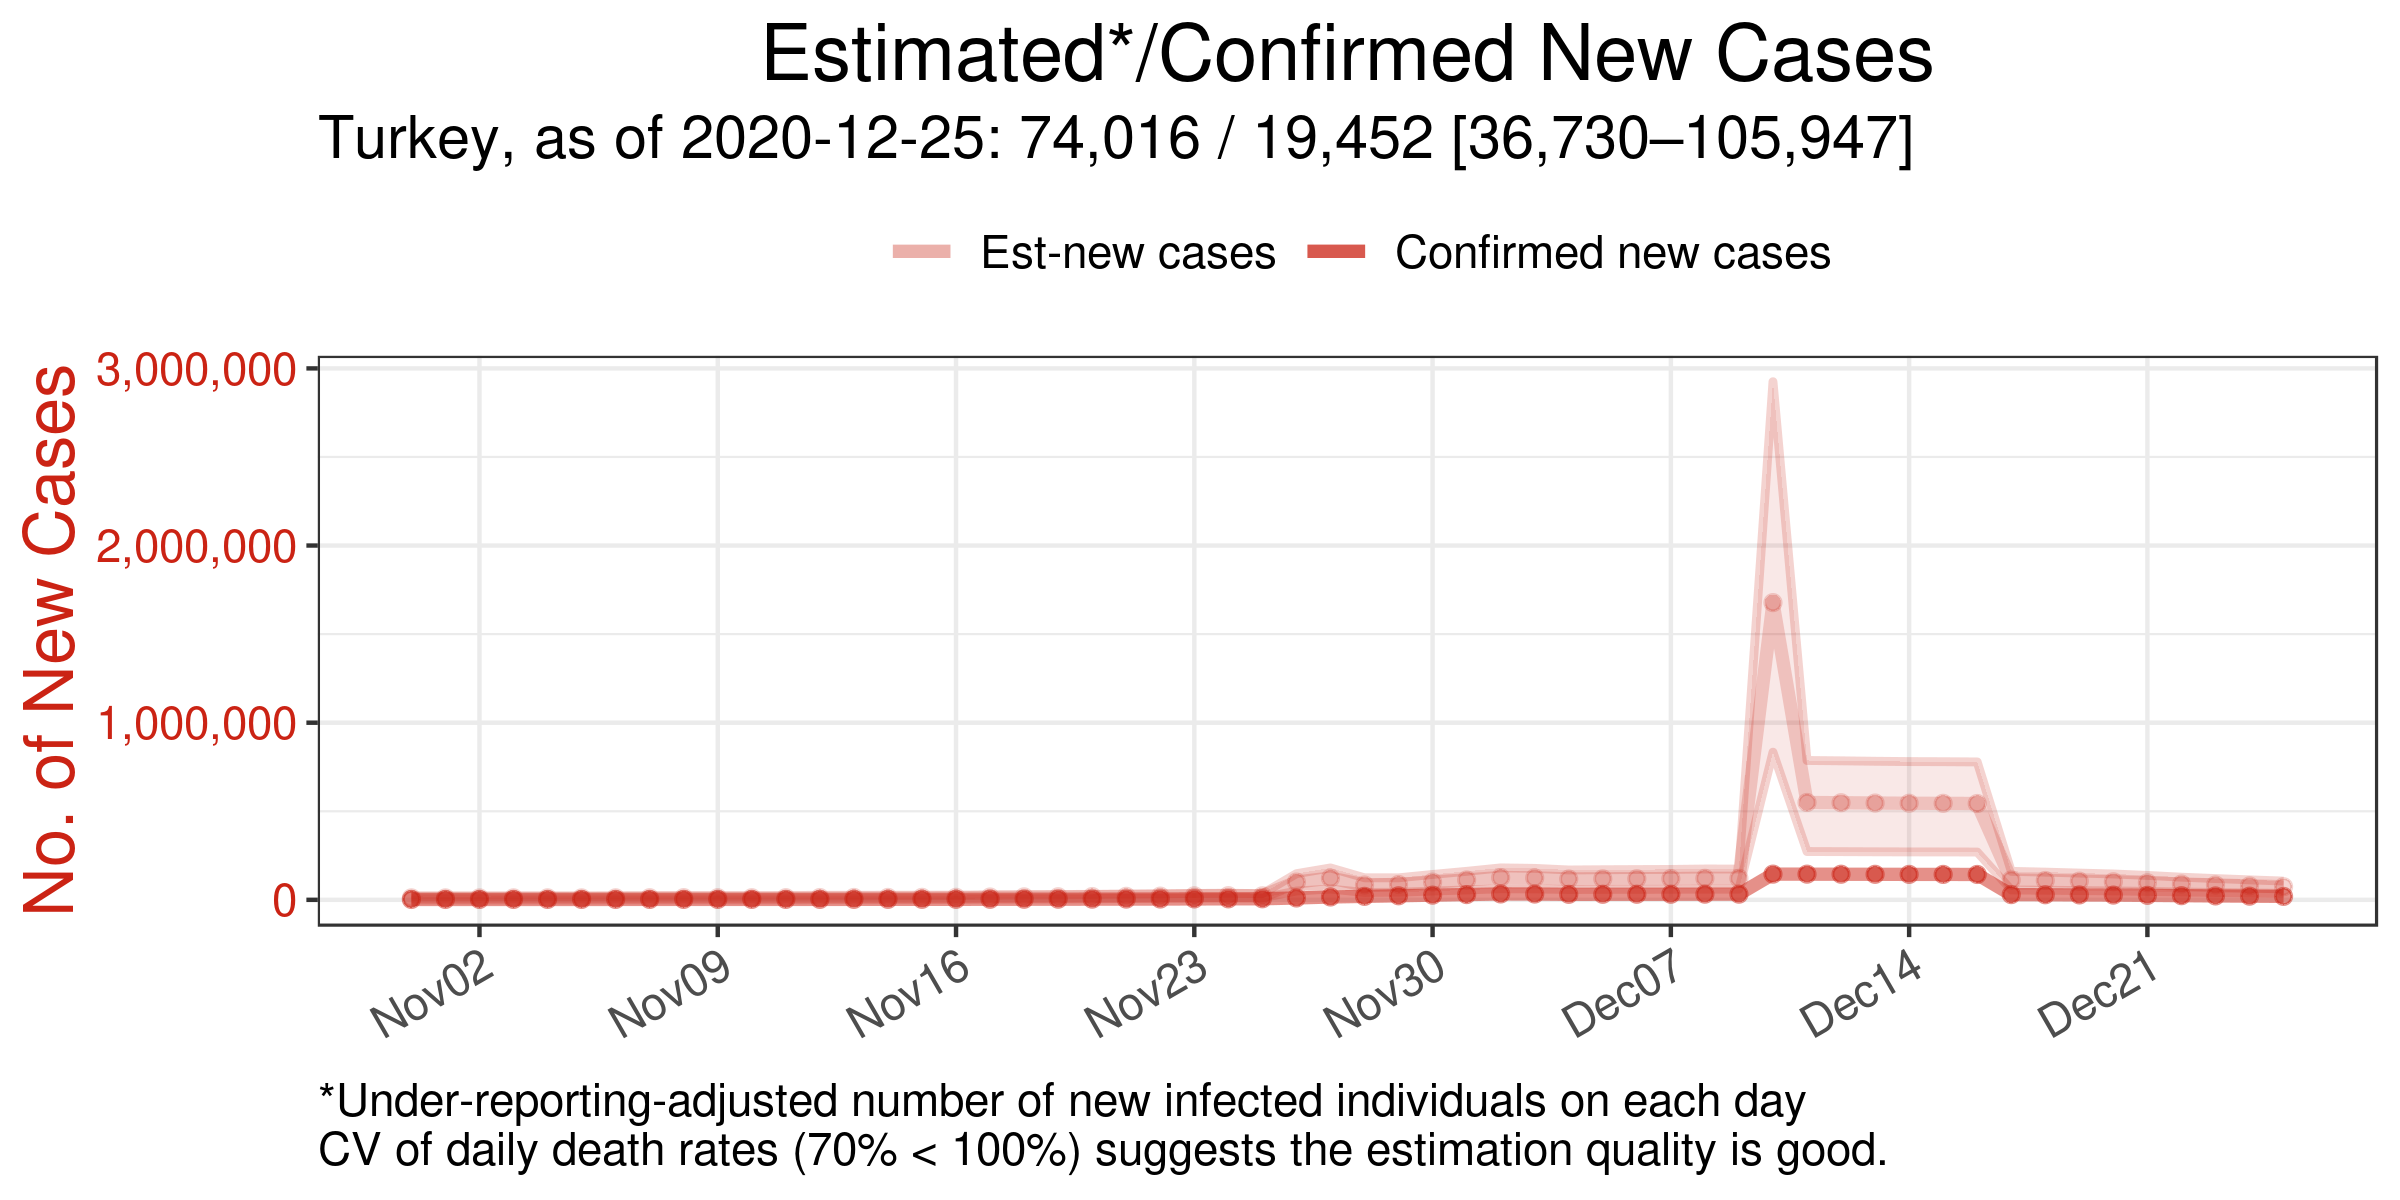 Estimated*/Confirmed New Cases
Turkey, as of 2020-12-25: 74,016 / 19,452 [36,730–105,947]
Est-new cases
Confirmed new cases
No. of New Cases
3,000,000
2,000,000
1,000,000
0
Nov02
Nov09
Nov16
Nov23
Nov30
Dec07
Dec14
Dec21
*Under-reporting-adjusted number of new infected individuals on each day
CV of daily death rates (70% < 100%) suggests the estimation quality is good.